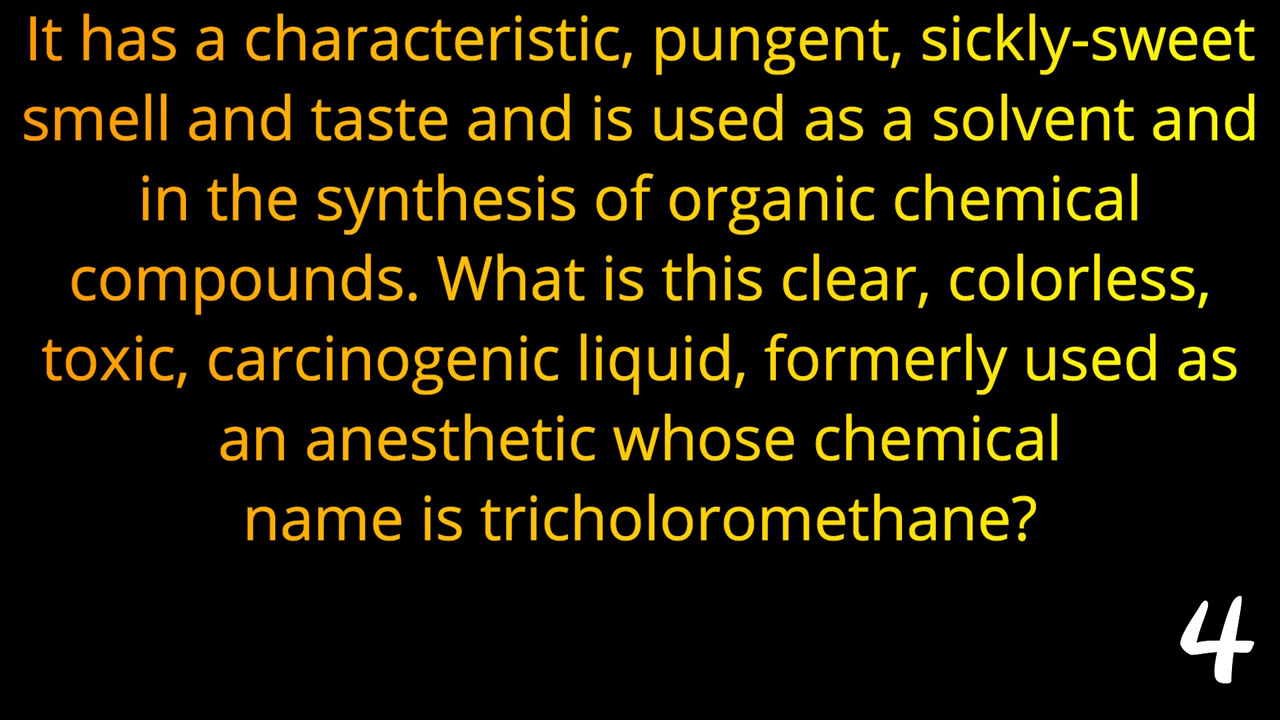 It has a characteristic, pungent, sickly-sweet
smell and taste and is used as a solvent and
in the synthesis of organic chemical
compounds. What is this clear, colorless,
toxic, carcinogenic liquid, formerly used as
an anesthetic whose chemical
name is tricholoromethane?
4